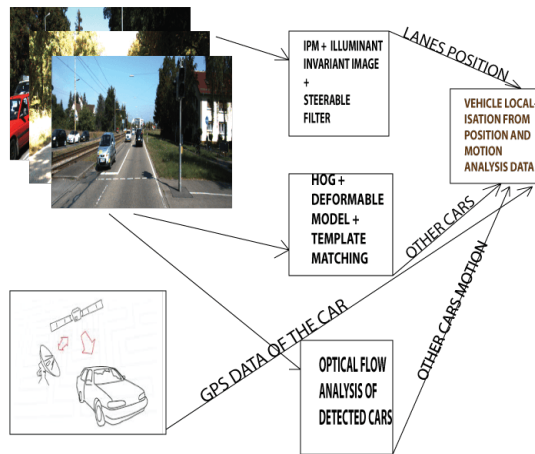 IPM + ILLUMINANT
INVARIANT IMAGE
+
STEERABLE
FILTER
LANES POSITION
VEHICLE LOCAL-
ISATION FROM
POSITION AND
MOTION
ANALYSIS DATA
HOG +
DEFORMABLE
MODEL +
TEMPLATE
MATCHING
OTHER CARS
GPS DATA OF THE CAR
OTHER CARS MOTION
OPTICAL FLOW
ANALYSIS OF
DETECTED CARS